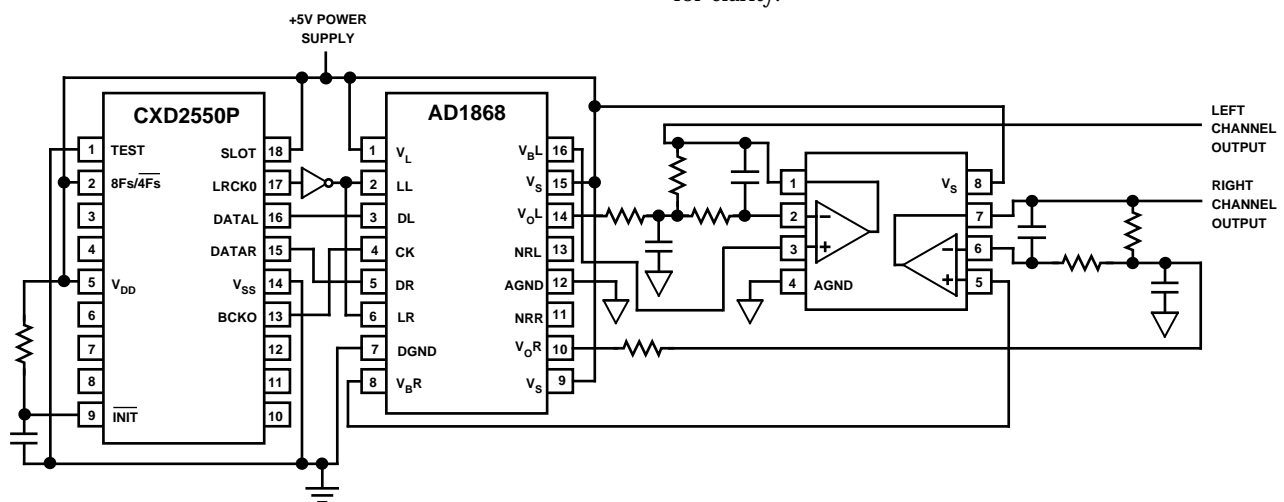 for clarity.
+5V POWER
SUPPLY
CXD2550P
1 TEST
2 8Fs/4Fs
3
4
5 VDD
6
7
8
9 INIT
SLOT 18
LRCK0 17
DATAL 16
DATAR 15
VSS 14
BCKO 13
12
11
10
AD1868
1 VL
2 LL
3 DL
4 CK
5 DR
6 LR
7 DGND
8 VBR
VBL 16
VS 15
VOL 14
NRL 13
AGND 12
NRR 11
VOR 10
VS 9
1
2 –
3 +
4 AGND
VS 8
7
– 6
+ 5
LEFT
CHANNEL
OUTPUT
RIGHT
CHANNEL
OUTPUT